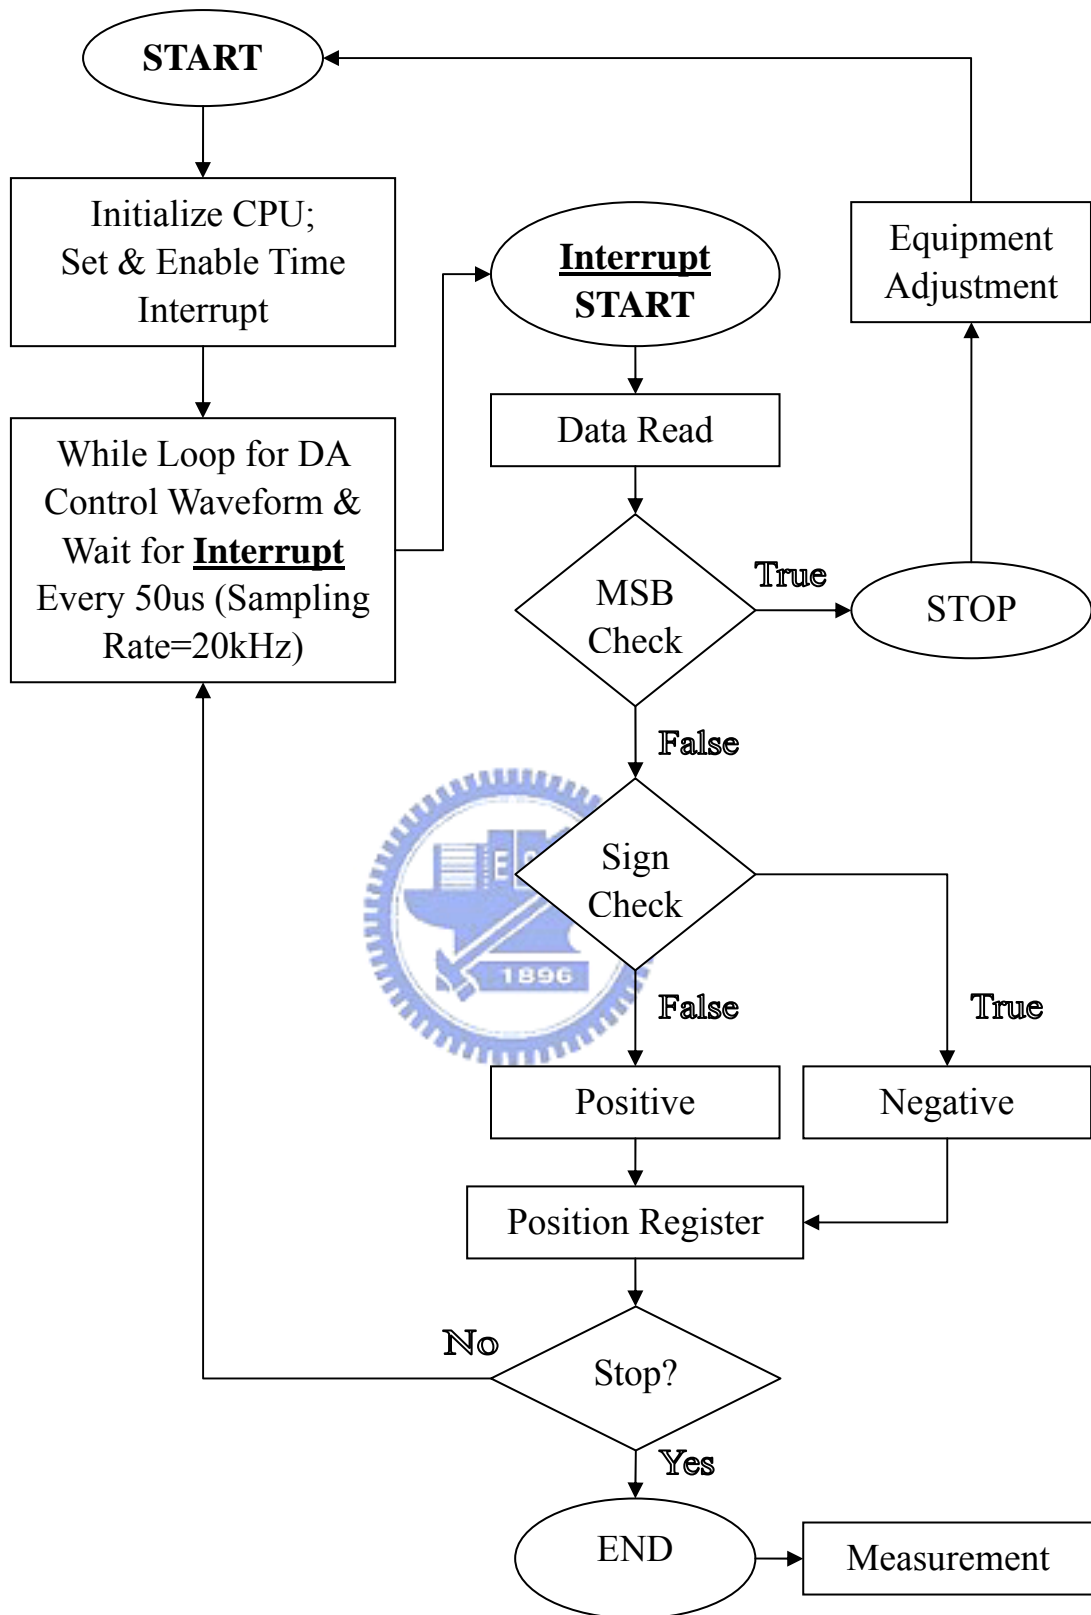 START
Initialize CPU;
Set & Enable Time
Interrupt
While Loop for DA
Control Waveform &
Wait for Interrupt
Every 50us (Sampling
Rate=20kHz)
Interrupt
START
Data Read
MSB
Check
True
STOP
Equipment
Adjustment
False
Sign
Check
1896
False
True
Positive
Negative
Position Register
No
Stop?
Yes
END
Measurement